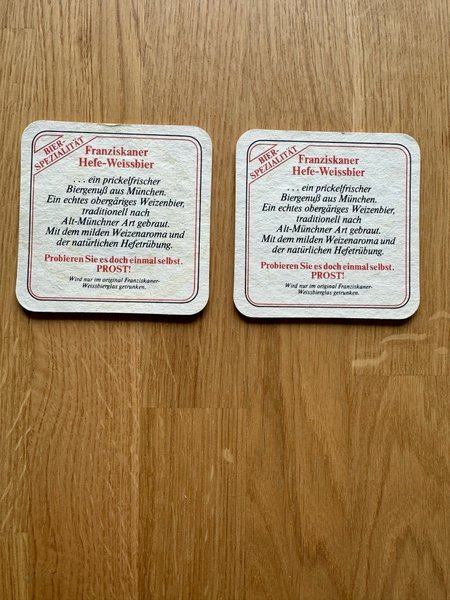 BIER-
SPEZIALITÄT
Franziskaner
Hefe-Weissbier
. . . ein prickelfrischer
Biergenuß aus München.
Ein echtes obergäriges Weizenbier,
traditionell nach
Alt-Münchner Art gebraut.
Mit dem milden Weizenaroma und
der natürlichen Hefetrübung.
Probieren Sie es doch einmal selbst.
PROST!
Wird nur im original Franziskaner-
Weissbierglas getrunken.
BIER-
SPEZIALITÄT
Franziskaner
Hefe-Weissbier
. . . ein prickelfrischer
Biergenuß aus München.
Ein echtes obergäriges Weizenbier,
traditionell nach
Alt-Münchner Art gebraut.
Mit dem milden Weizenaroma und
der natürlichen Hefetrübung.
Probieren Sie es doch einmal selbst.
PROST!
Wird nur im original Franziskaner-
Weissbierglas getrunken.